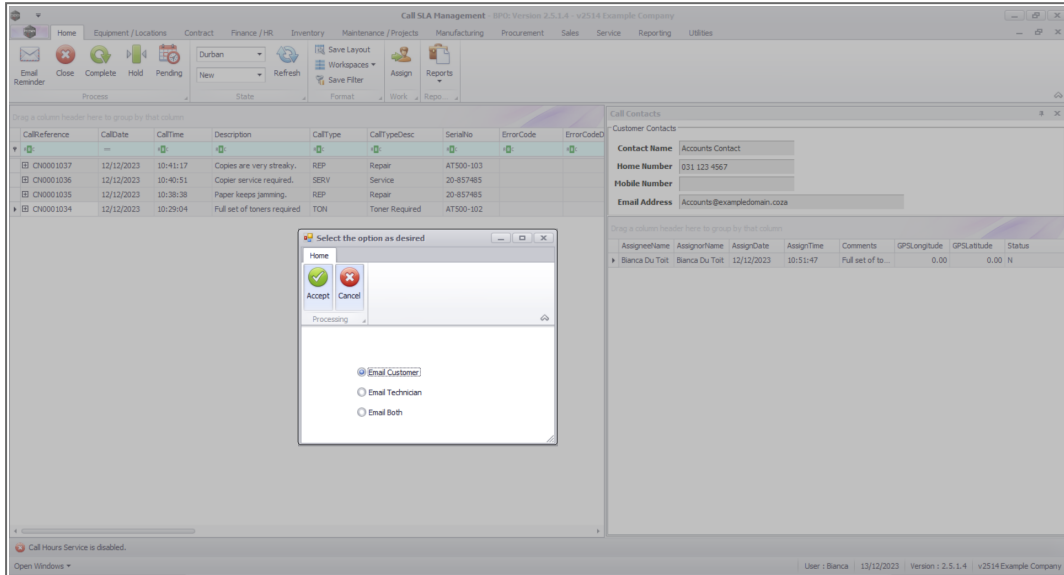 Call SLA Management - BPO: Version 2.5.1.4 - v2514 Example Company
Home Equipment / Locations Contract Finance / HR Inventory Maintenance / Projects Manufacturing Procurement Sales Service Reporting Utilities
Email Reminder
Close
Complete
Hold
Pending
Process
Durban
New
Refresh
State
Save Layout
Workspaces
Save Filter
Format
Assign
Work
Reports
Repo...
Drag a column header here to group by that column
CallReference CallDate CallTime Description CallType CallTypeDesc SerialNo ErrorCode ErrorCodeD
CN0001037 12/12/2023 10:41:17 Copies are very streaky. REP Repair AT500-103
CN0001036 12/12/2023 10:40:51 Copier service required. SERV Service 20-857485
CN0001035 12/12/2023 10:38:38 Paper keeps jamming. REP Repair 20-857485
CN0001034 12/12/2023 10:29:04 Full set of toners required TON Toner Required AT500-102
Call Contacts
Customer Contacts
Contact Name Accounts Contact
Home Number 031 123 4567
Mobile Number
Email Address Accounts@exampledomain.coza
Drag a column header here to group by that column
AssigneeName AssignorName AssignDate AssignTime Comments GPSLongitude GPSLatitude Status
Bianca Du Toit Bianca Du Toit 12/12/2023 10:51:47 Full set of to... 0.00 0.00 N
Select the option as desired
Home
Accept Cancel
Processing
Email Customer
Email Technician
Email Both
Call Hours Service is disabled.
Open Windows
User : Bianca 13/12/2023 Version : 2.5.1.4 v2514 Example Company